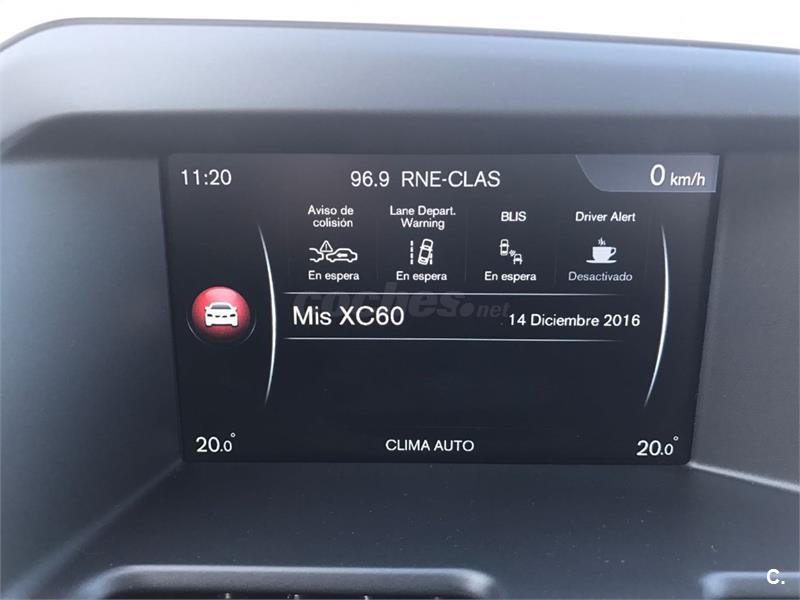 11:20 96.9 RNE-CLAS 0 km/h
Aviso de colisión
Lane Depart. Warning
BLIS
Driver Alert
En espera En espera En espera Desactivado
coches.net
Mis XC60 14 Diciembre 2016
20.0° CLIMA AUTO 20.0°
C.